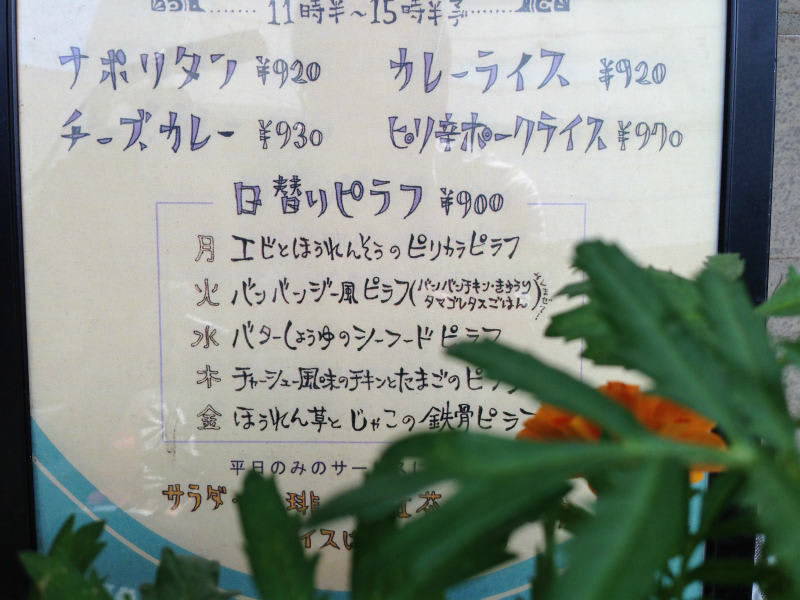 11時半～15時半
ナポリタン ¥920 カレーライス ¥920
チーズカレー ¥930 ピリ辛ポークライス ¥970
日替りピラフ ¥900
月 エビとほうれんそうのピリカラピラフ
火 バンバンジー風ピラフ(バンバンチキン・きゅうり
タマゴレタスごはん)
水 バターしょうゆのシーフードピラフ
木 チャーシュー風味のチキンとたまごのピラ
金 ほうれん草とじゃこの鉄骨ピラフ
平日のみのサービス
サラダ
イスは